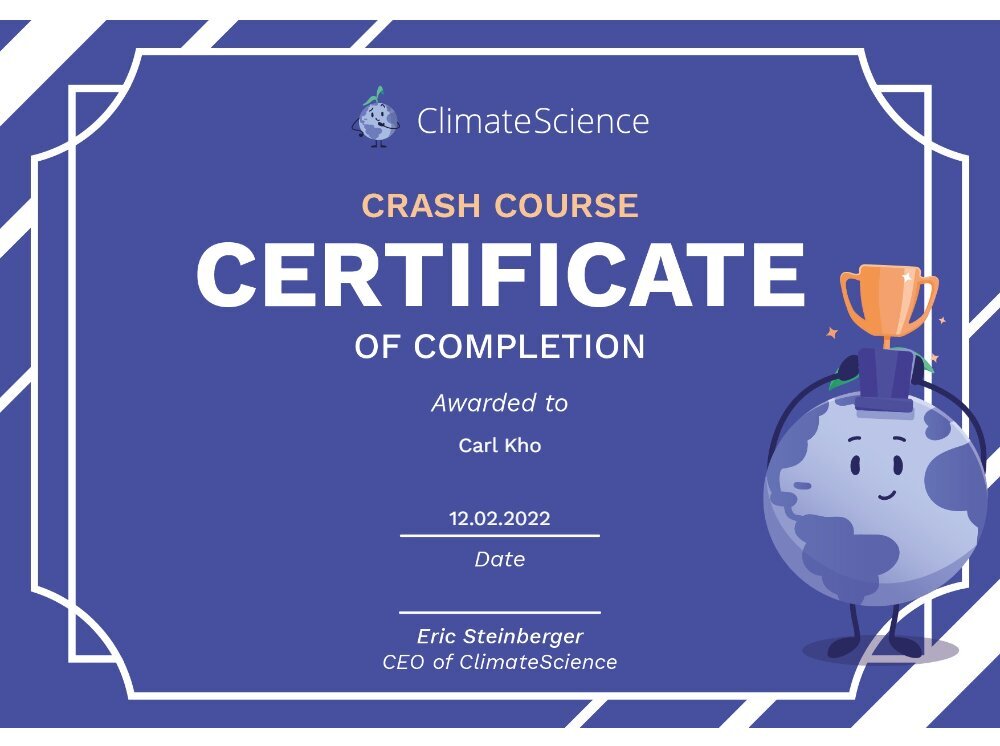 ClimateScience
CRASH COURSE
CERTIFICATE
OF COMPLETION
Awarded to
Carl Kho
12.02.2022
Date
Eric Steinberger
CEO of ClimateScience